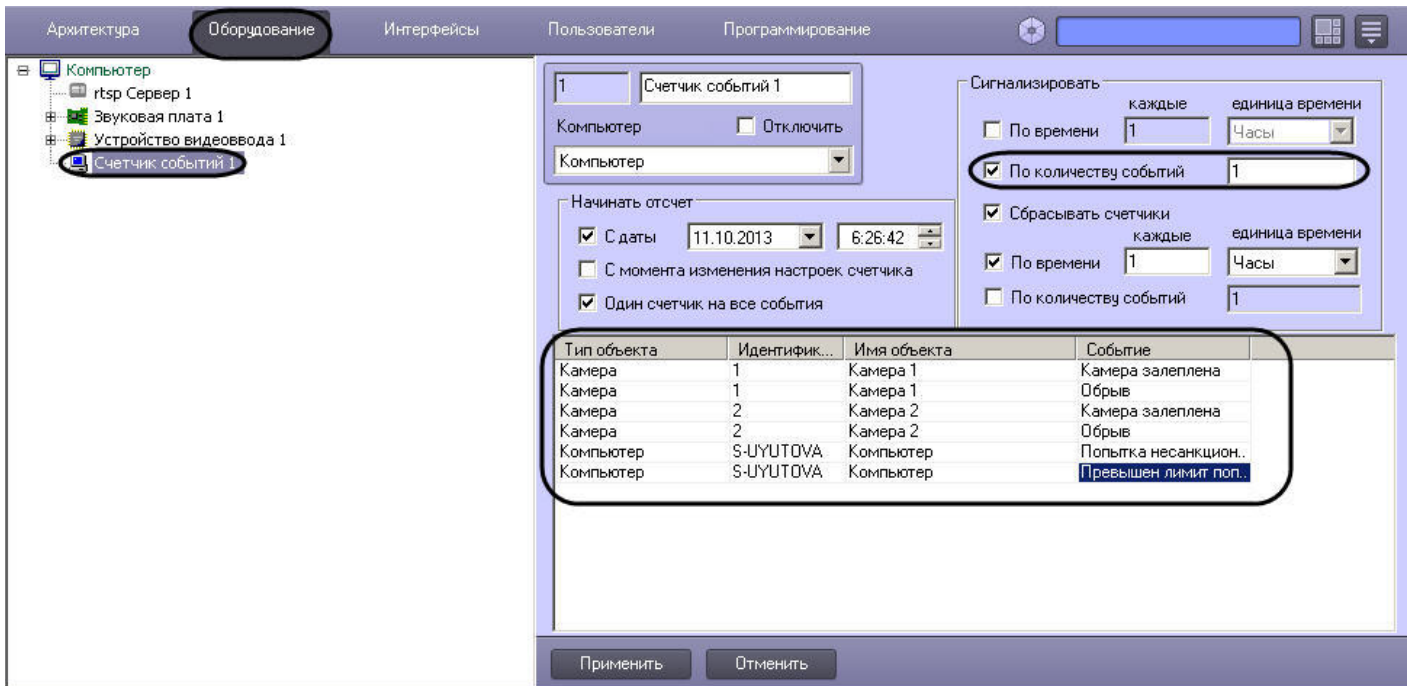 Архитектура Оборудование Интерфейсы Пользователи Программирование
Компьютер
rtsp Сервер 1
Звуковая плата 1
Устройство видеоввода 1
Счетчик событий 1
1 Счетчик событий 1
Компьютер Отключить
Компьютер
Начинать отсчет
С даты 11.10.2013 6:26:42
С момента изменения настроек счетчика
Один счетчик на все события
Сигнализировать
каждые единица времени
По времени 1 Часы
По количеству событий 1
Сбрасывать счетчики
каждые единица времени
По времени 1 Часы
По количеству событий 1
Тип объекта Идентифик... Имя объекта Событие
Камера 1 Камера 1 Камера залеплена
Камера 1 Камера 1 Обрыв
Камера 2 Камера 2 Камера залеплена
Камера 2 Камера 2 Обрыв
Компьютер S-UYUTOVA Компьютер Попытка несанкцион..
Компьютер S-UYUTOVA Компьютер Превышен лимит поп..
Применить Отменить